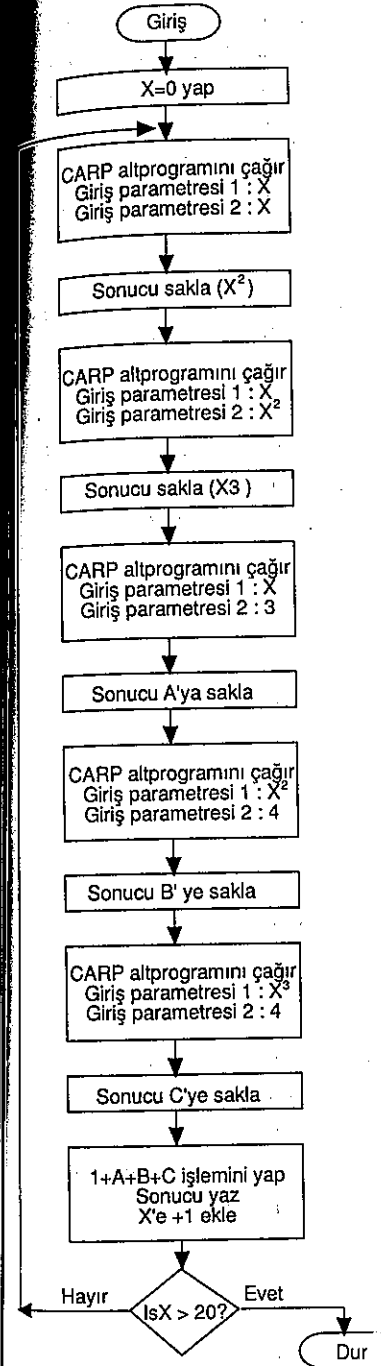 Giriş
X=0 yap
CARP altprogramını çağır
Giriş parametresi 1 : X
Giriş parametresi 2 : X
Sonucu sakla (X²)
CARP altprogramını çağır
Giriş parametresi 1 : X
Giriş parametresi 2 : X²
Sonucu sakla (X3 )
CARP altprogramını çağır
Giriş parametresi 1 : X
Giriş parametresi 2 : 3
Sonucu A'ya sakla
CARP altprogramını çağır
Giriş parametresi 1 : X²
Giriş parametresi 2 : 4
Sonucu B' ye sakla
CARP altprogramını çağır
Giriş parametresi 1 : X³
Giriş parametresi 2 : 4
Sonucu C'ye sakla
1+A+B+C işlemini yap
Sonucu yaz
X'e +1 ekle
Hayır
IsX > 20?
Evet
Dur